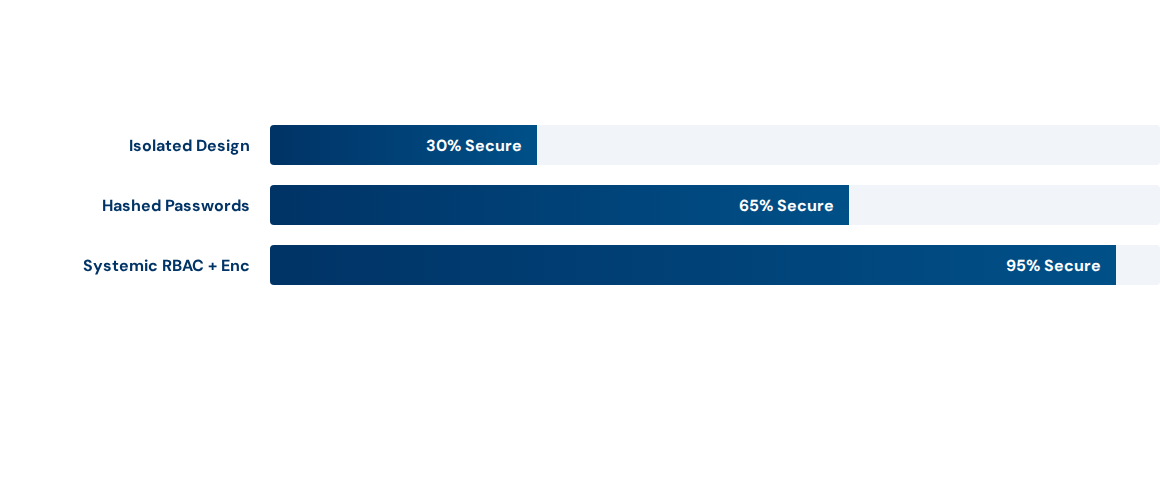 Isolated Design
30% Secure
Hashed Passwords
65% Secure
Systemic RBAC + Enc
95% Secure